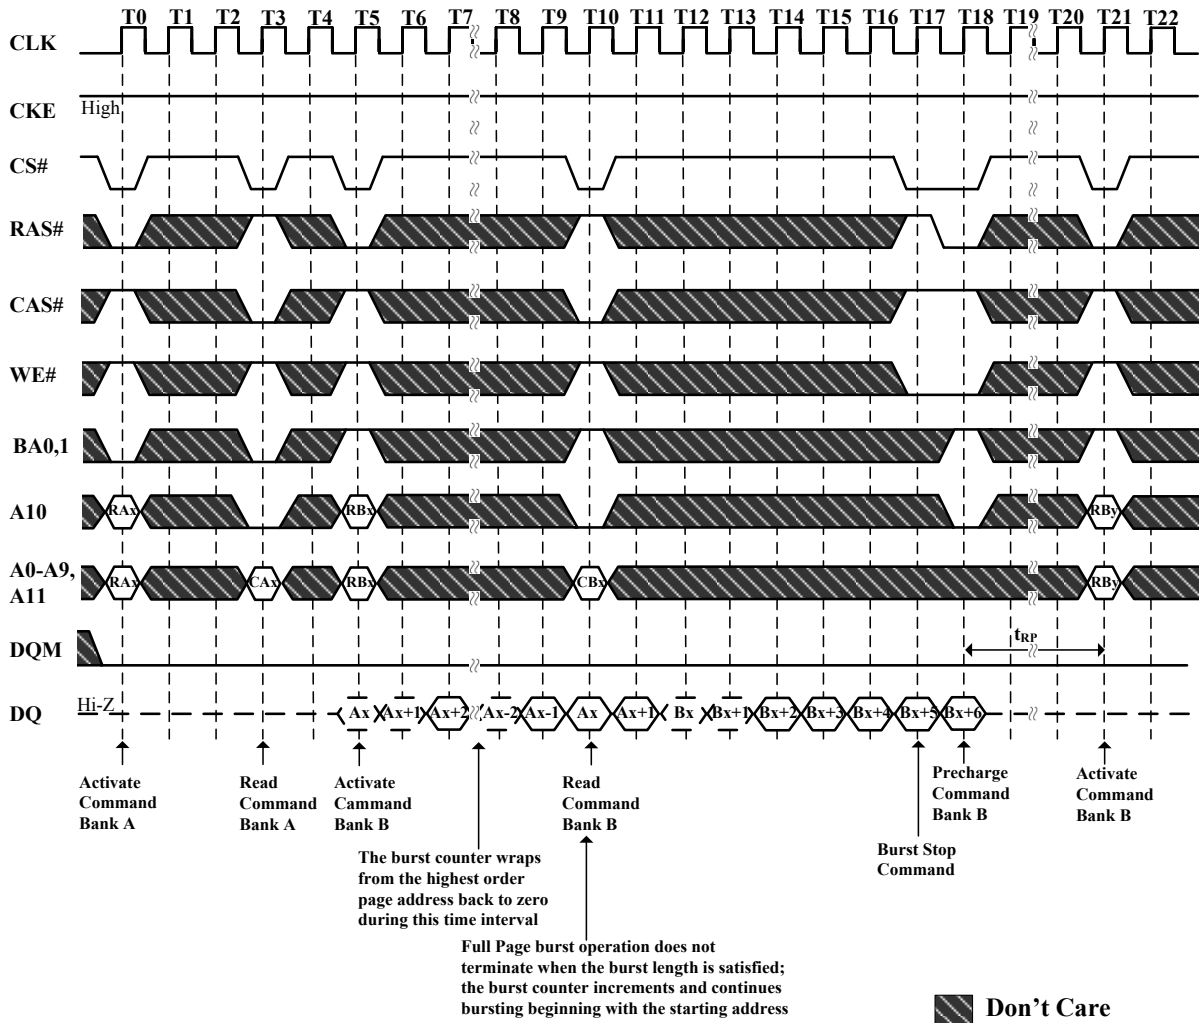 T0 T1 T2 T3 T4 T5 T6 T7 T8 T9 T10 T11 T12 T13 T14 T15 T16 T17 T18 T19 T20 T21 T22
CLK
CKE High
CS#
RAS#
CAS#
WE#
BA0,1
A10 RAx RBx RBy
A0-A9,
A11
RAx CAx RBx CBx RBy
DQM tRP
DQ Hi-Z Ax Ax+1 Ax+2 Ax-2 Ax-1 Ax Ax+1 Bx Bx+1 Bx+2 Bx+3 Bx+4 Bx+5 Bx+6
Activate
Command
Bank A
Read
Command
Bank A
Activate
Cammand
Bank B
Read
Command
Bank B
Precharge
Command
Bank B
Activate
Command
Bank B
Burst Stop
Command
The burst counter wraps
from the highest order
page address back to zero
during this time interval
Full Page burst operation does not
terminate when the burst length is satisfied;
the burst counter increments and continues
bursting beginning with the starting address
Don't Care